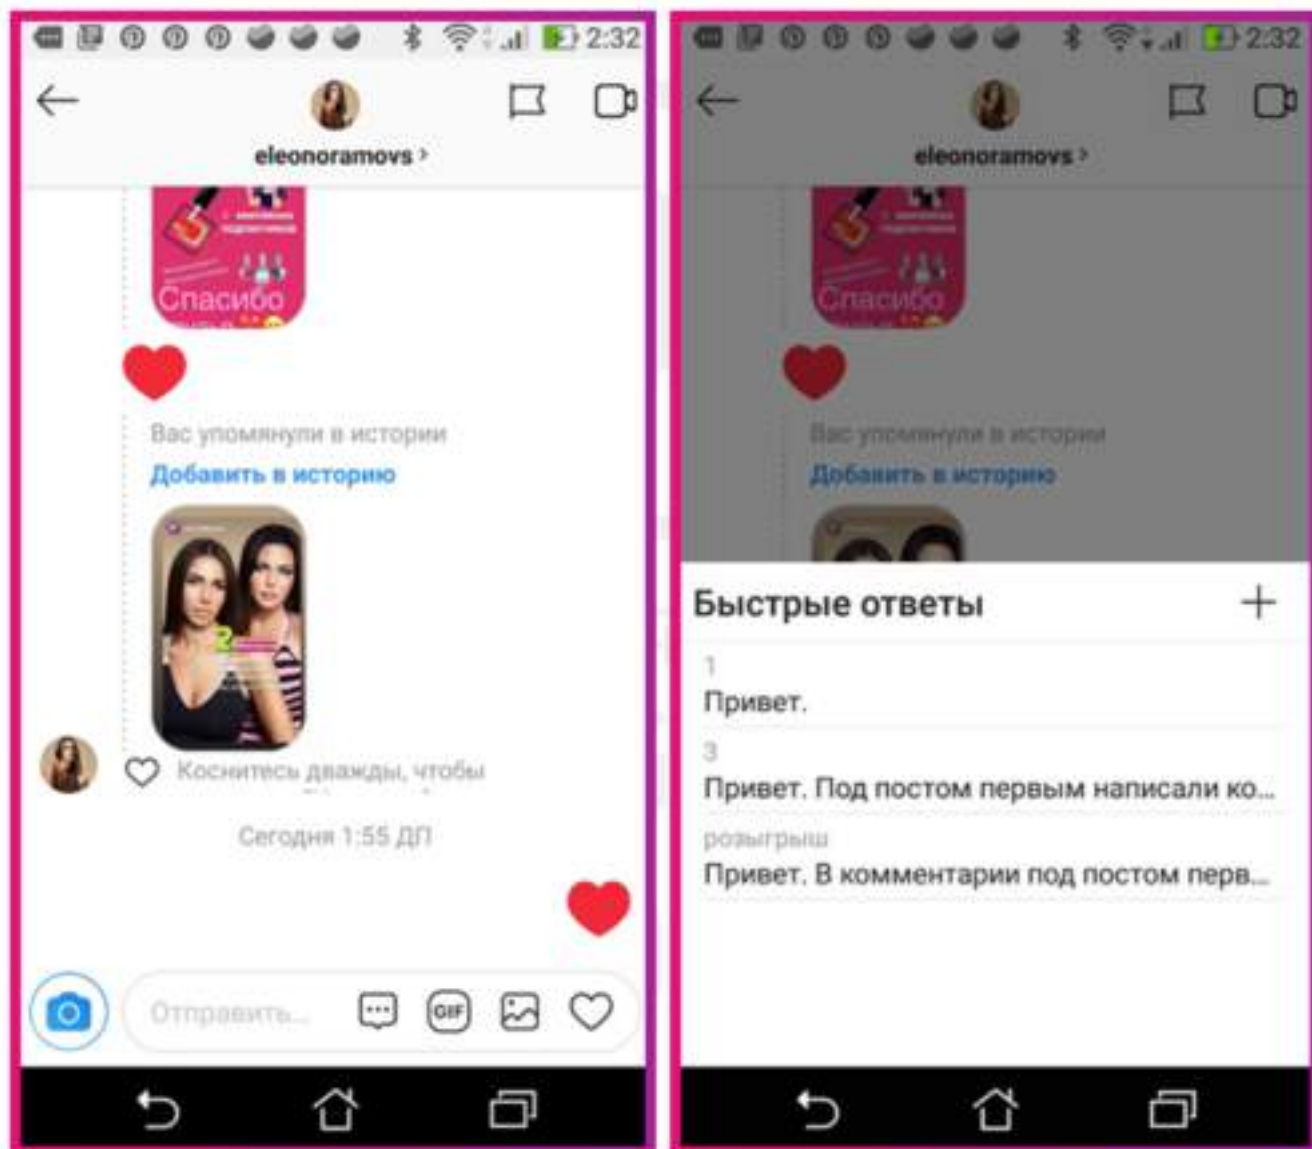 2:32
eleonoramovs >
Спасибо
Вас упомянули в истории
Добавить в историю
Коснитесь дважды, чтобы
Сегодня 1:55 ДП
Отправить...
GIF
2:32
eleonoramovs >
Спасибо
Вас упомянули в истории
Добавить в историю
Быстрые ответы
1
Привет.
3
Привет. Под постом первым написали ко...
розыгрыш
Привет. В комментарии под постом перв...